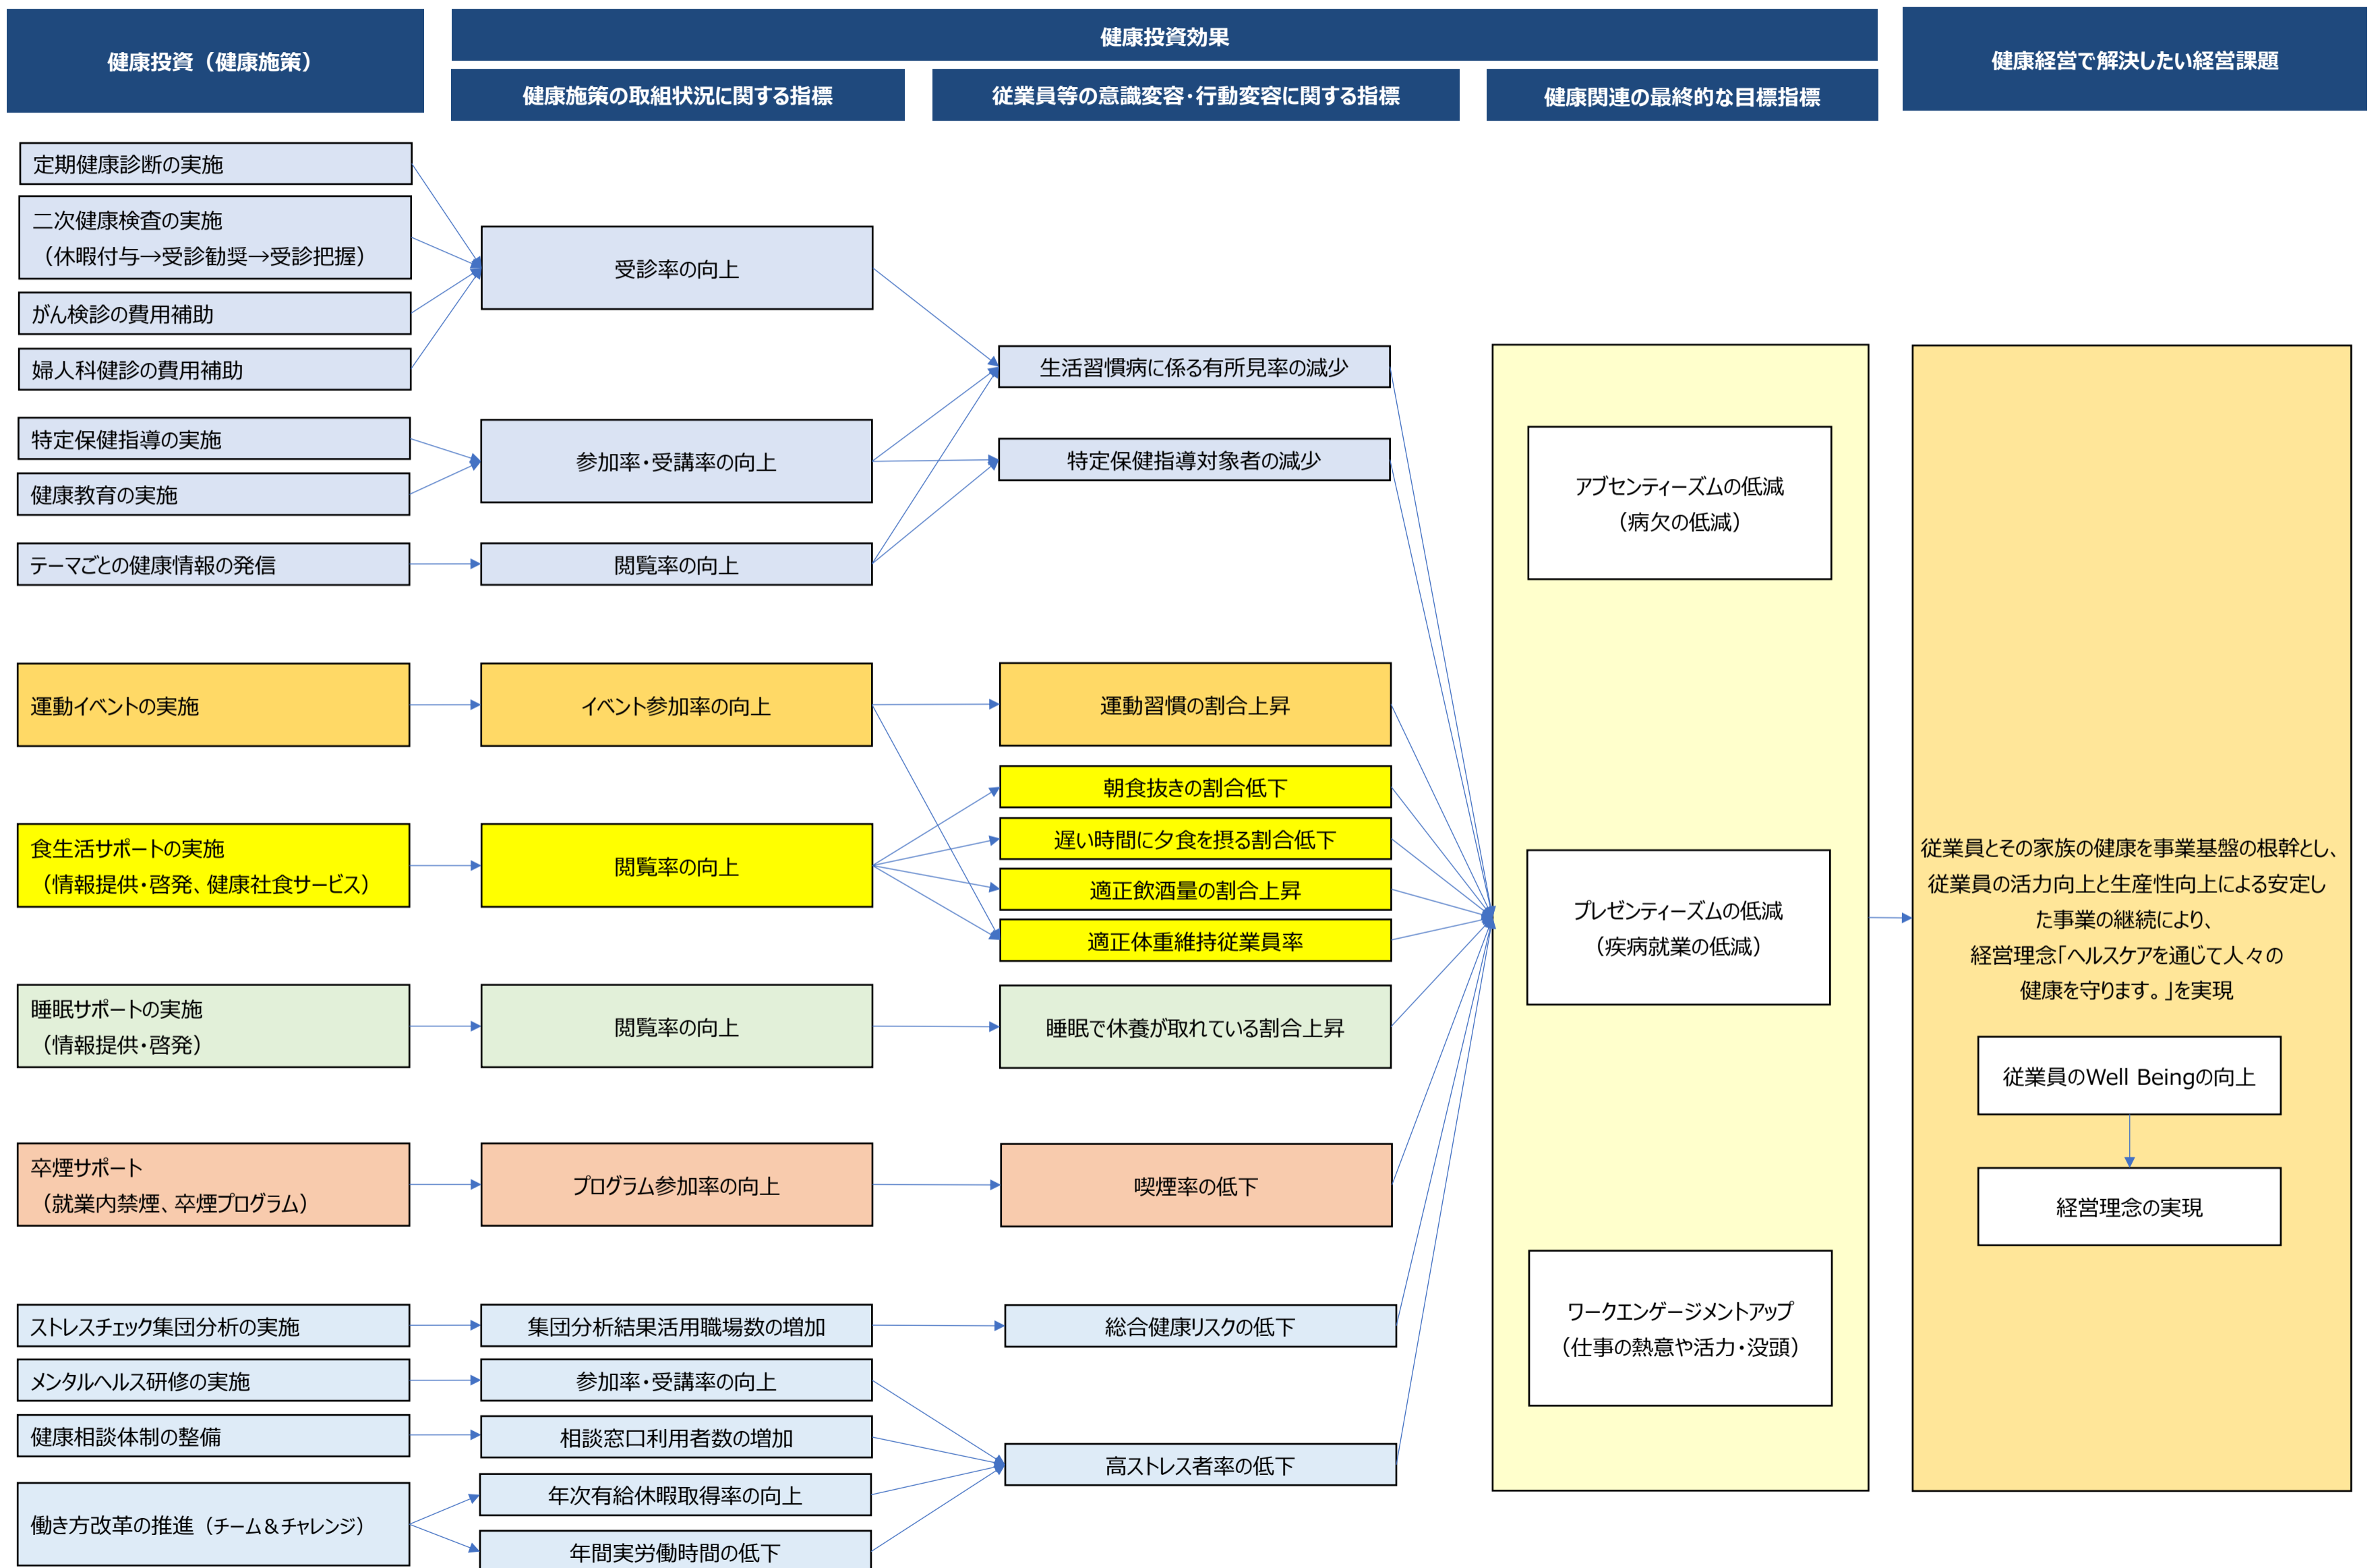 健康投資（健康施策）
健康投資効果
健康経営で解決したい経営課題
健康施策の取組状況に関する指標
従業員等の意識変容・行動変容に関する指標
健康関連の最終的な目標指標
定期健康診断の実施
二次健康検査の実施
（休暇付与→受診勧奨→受診把握）
がん検診の費用補助
婦人科健診の費用補助
特定保健指導の実施
健康教育の実施
テーマごとの健康情報の発信
運動イベントの実施
食生活サポートの実施
（情報提供・啓発、健康社食サービス）
睡眠サポートの実施
（情報提供・啓発）
卒煙サポート
（就業内禁煙、卒煙プログラム）
ストレスチェック集団分析の実施
メンタルヘルス研修の実施
健康相談体制の整備
働き方改革の推進（チーム＆チャレンジ）
受診率の向上
参加率・受講率の向上
閲覧率の向上
イベント参加率の向上
閲覧率の向上
閲覧率の向上
プログラム参加率の向上
集団分析結果活用職場数の増加
参加率・受講率の向上
相談窓口利用者数の増加
年次有給休暇取得率の向上
年間実労働時間の低下
生活習慣病に係る有所見率の減少
特定保健指導対象者の減少
運動習慣の割合上昇
朝食抜きの割合低下
遅い時間に夕食を摂る割合低下
適正飲酒量の割合上昇
適正体重維持従業員率
睡眠で休養が取れている割合上昇
喫煙率の低下
総合健康リスクの低下
高ストレス者率の低下
アブセンティーズムの低減
（病欠の低減）
プレゼンティーズムの低減
（疾病就業の低減）
ワークエンゲージメントアップ
（仕事の熱意や活力・没頭）
従業員とその家族の健康を事業基盤の根幹とし、
従業員の活力向上と生産性向上による安定し
た事業の継続により、
経営理念「ヘルスケアを通じて人々の
健康を守ります。」を実現
従業員のWell Beingの向上
経営理念の実現